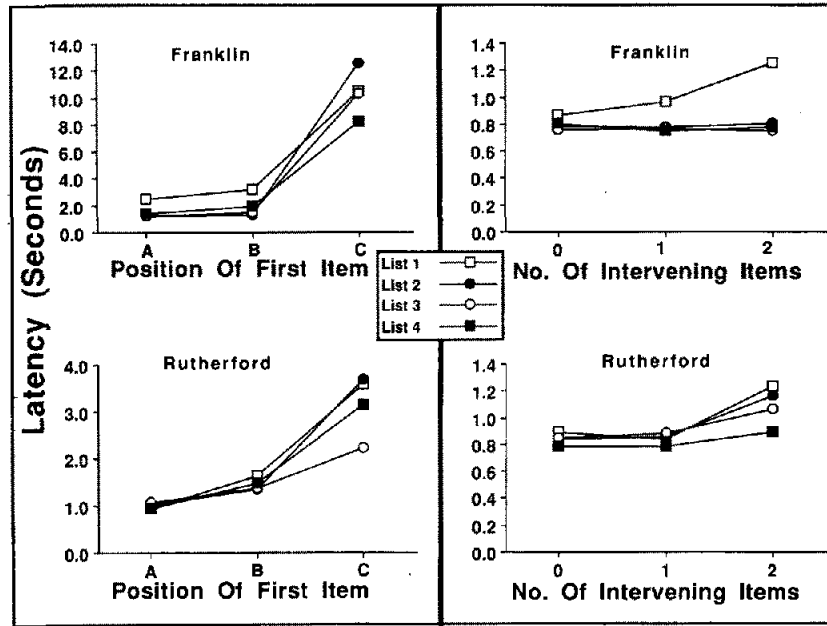 Latency (Seconds)
Franklin
14.0
12.0
10.0
8.0
6.0
4.0
2.0
0.0
A B C
Position Of First Item
Franklin
1.4
1.2
1.0
0.8
0.6
0.4
0.2
0.0
0 1 2
No. Of Intervening Items
List 1
List 2
List 3
List 4
Rutherford
4.0
3.0
2.0
1.0
0.0
A B C
Position Of First Item
Rutherford
1.4
1.2
1.0
0.8
0.6
0.4
0.2
0.0
0 1 2
No. Of Intervening Items